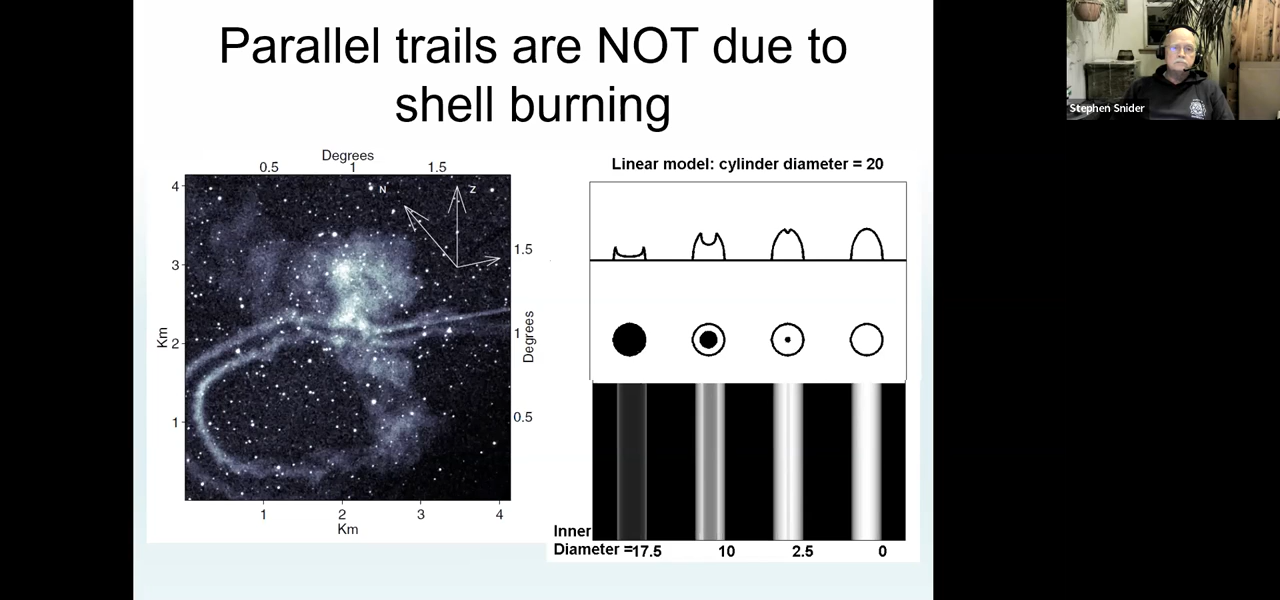 Parallel trails are NOT due to
shell burning
Stephen Snider
Degrees
0.5 1 1.5
N Z
4
3
2
1
Km
1.5
1
0.5
Degrees
1 2 3 4
Km
Linear model: cylinder diameter = 20
Inner
Diameter =17.5 10 2.5 0